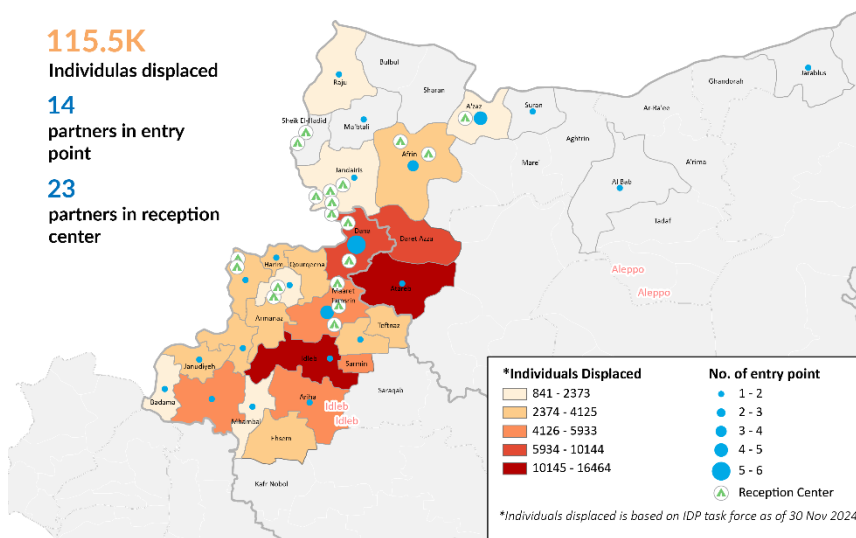 115.5K
Individulas displaced
14
partners in entry
point
23
partners in reception
center
Bulbul
Raju
Sharan
Ghandorah
Jarablus
A'zaz
Suran
Ar-Ra'ee
Sheik El-Hadid
Ma'btali
Aghtrin
Afrin
Mare'
A'rima
Jandairis
Al Bab
Tadaf
Dana
Daret Azza
Harim
Qourqeena
Aleppo
Aleppo
Atareb
Maaret
Armanaz
Teftnaz
Idleb
Sarmin
Janudiyeh
Badama
Saraqab
Ariha
Mhambal
Idleb
Idleb
Ehsem
Kafr Nobol
*Individuals Displaced
841 - 2373
2374 - 4125
4126 - 5933
5934 - 10144
10145 - 16464
No. of entry point
1 - 2
2 - 3
3 - 4
4 - 5
5 - 6
Reception Center
*Individuals displaced is based on IDP task force as of 30 Nov 2024